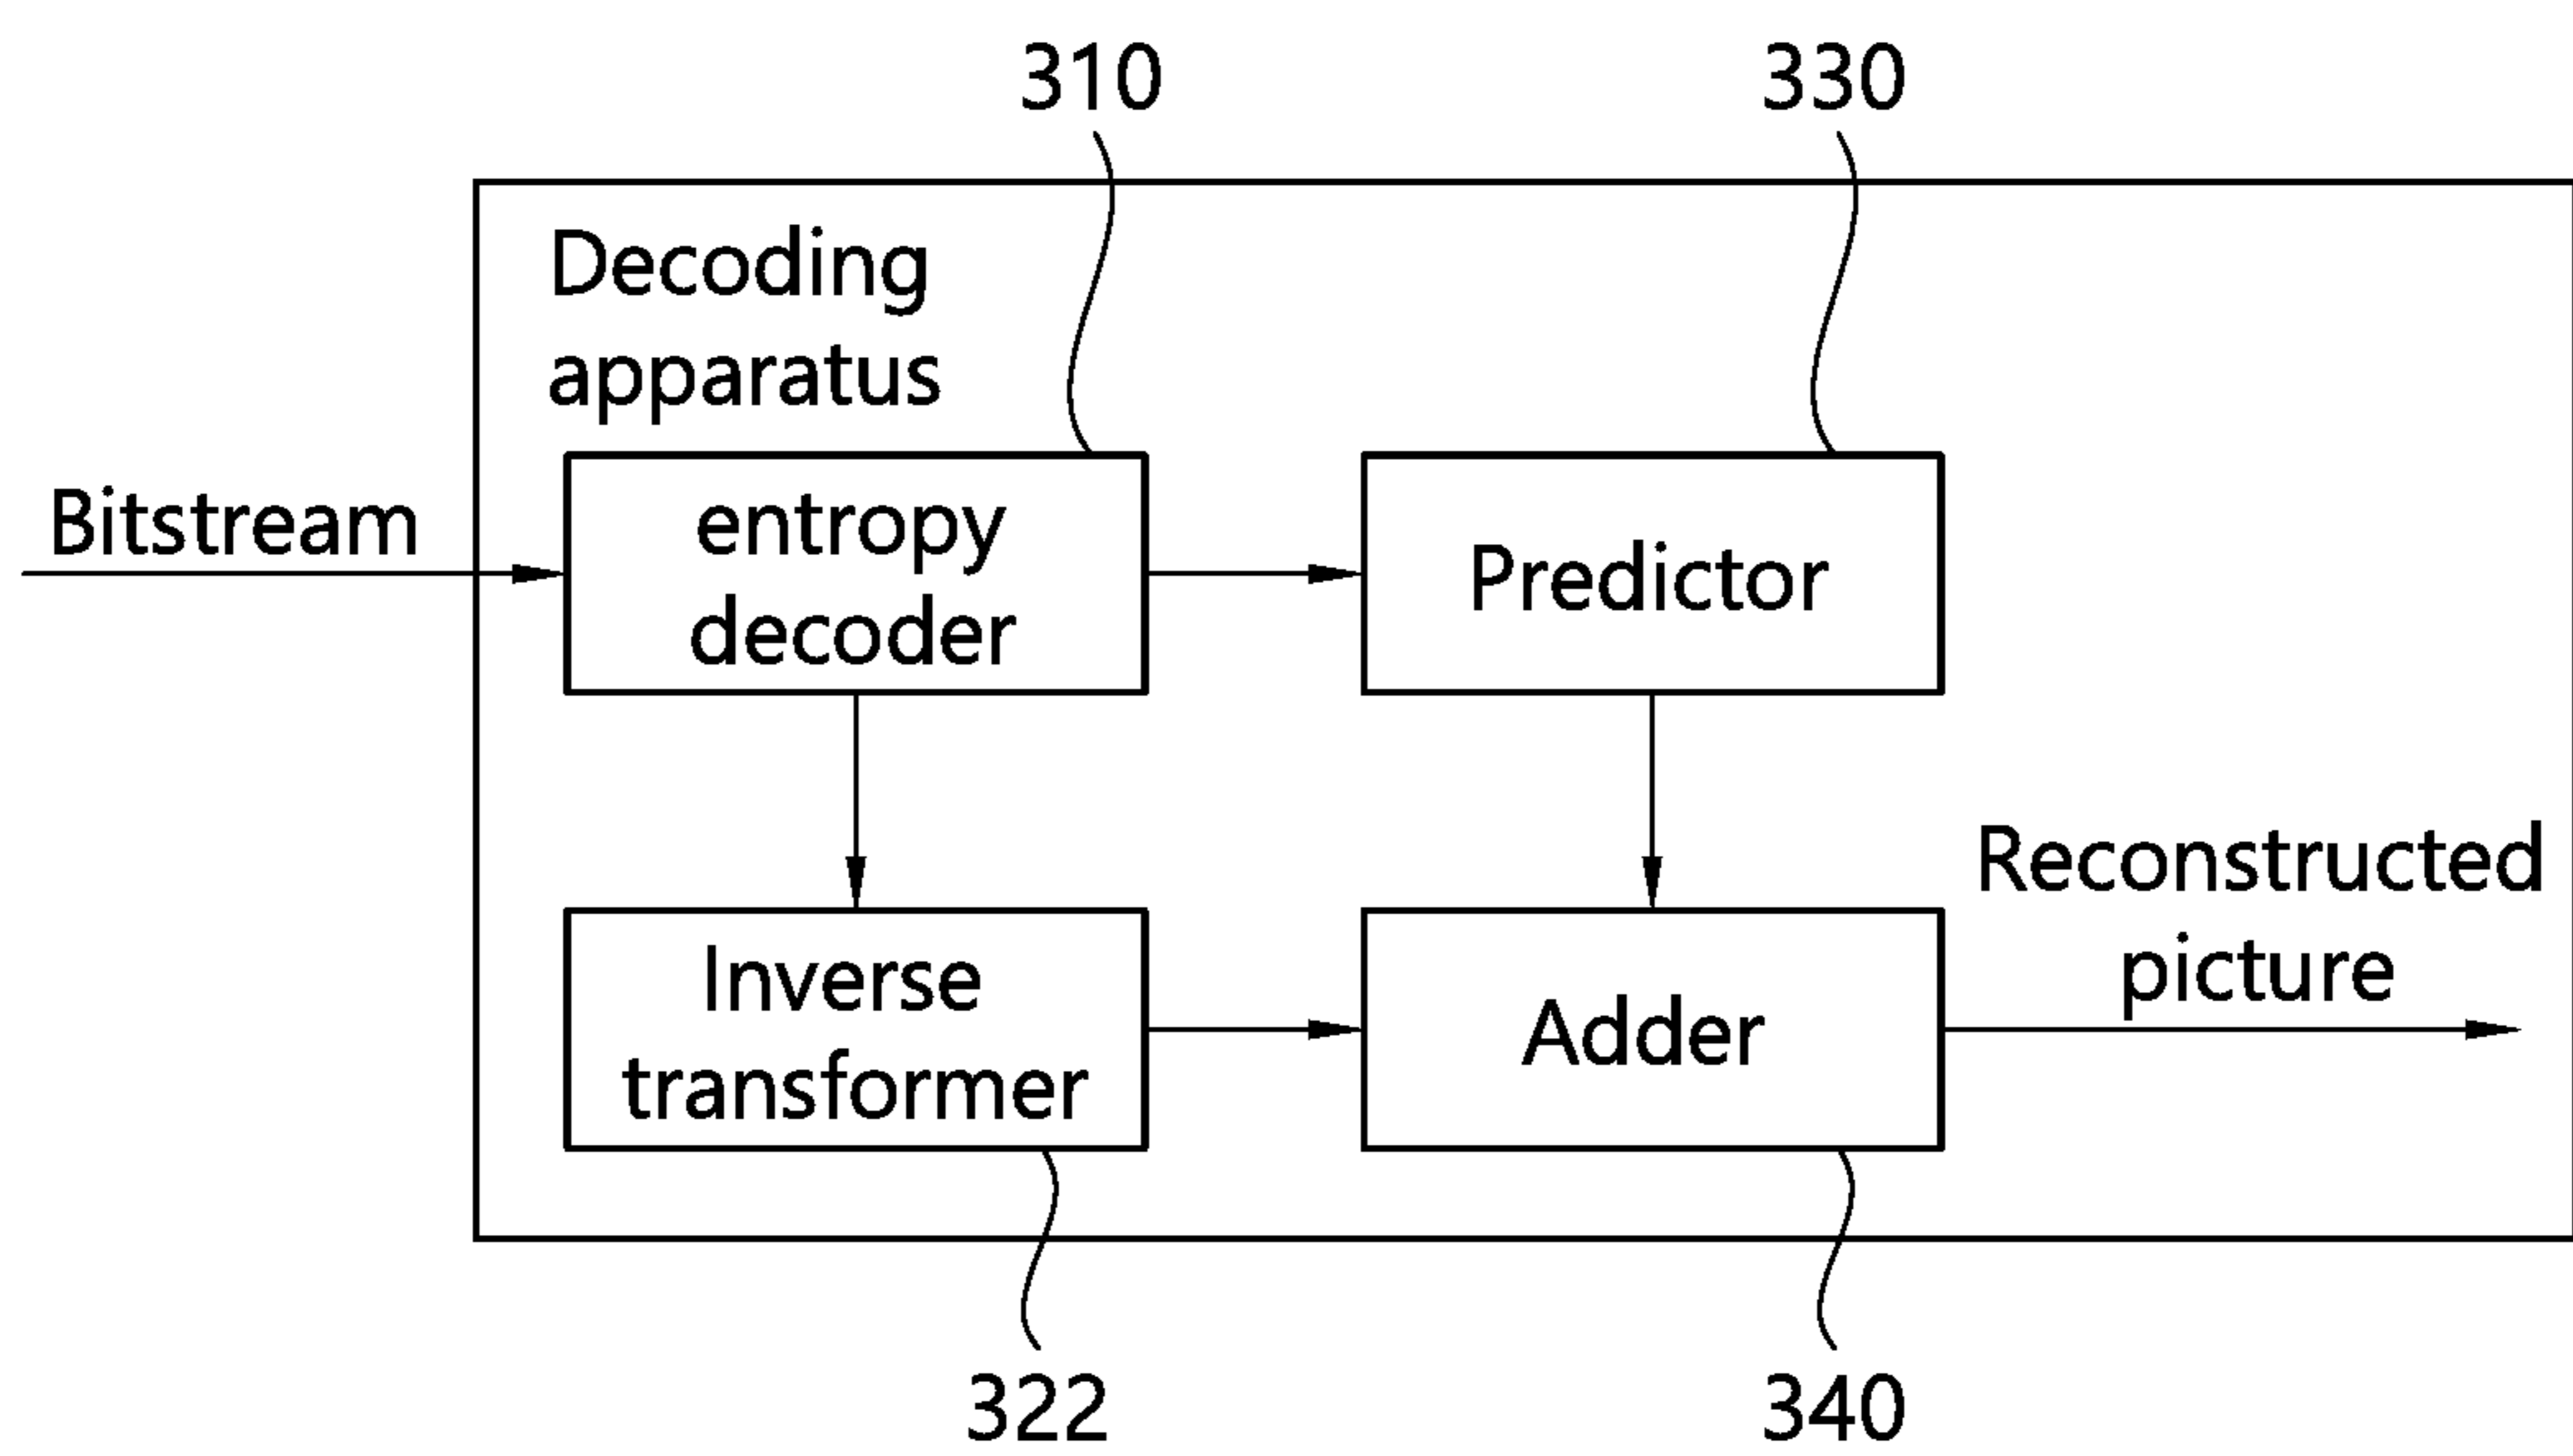 310
330
Decoding
apparatus
Bitstream
entropy
decoder
Predictor
Reconstructed
picture
Inverse
transformer
Adder
322
340